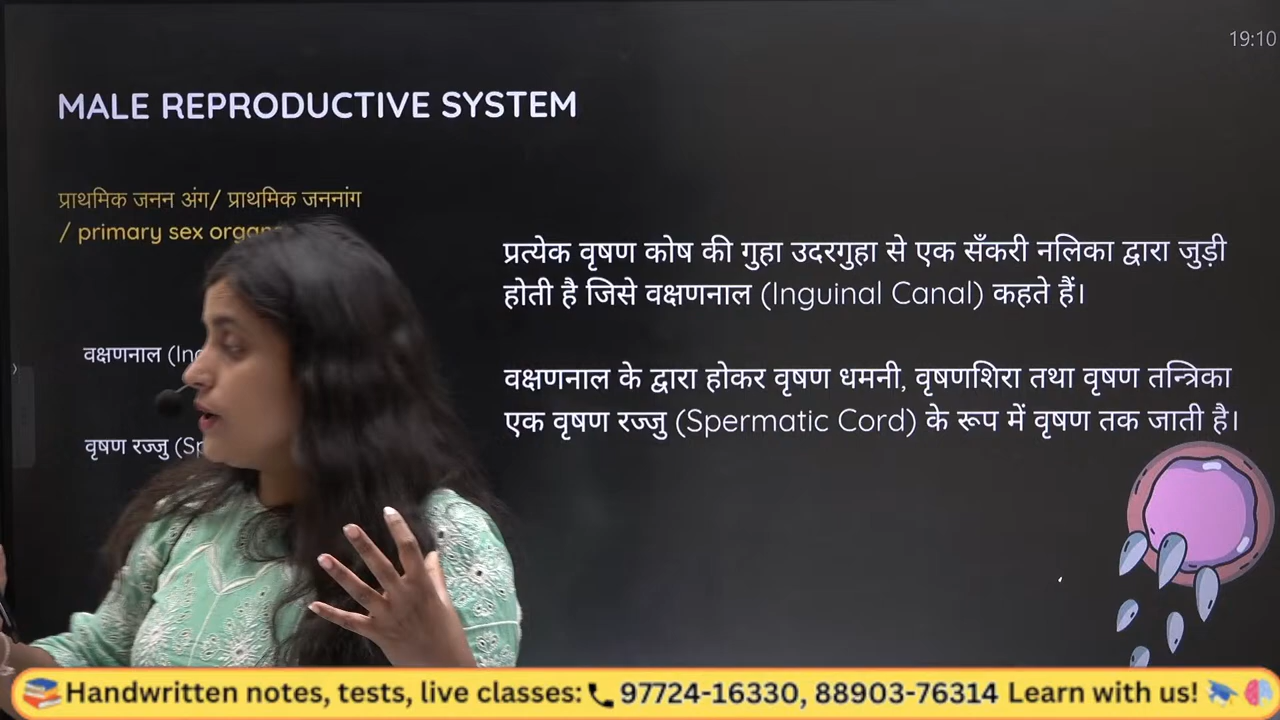 19:10
MALE REPRODUCTIVE SYSTEM
प्राथमिक जनन अंग/ प्राथमिक जननांग
/ primary sex organ
प्रत्येक वृषण कोष की गुहा उदरगुहा से एक सँकरी नलिका द्वारा जुड़ी
होती है जिसे वक्षणनाल (Inguinal Canal) कहते हैं।
वक्षणनाल
वक्षणनाल के द्वारा होकर वृषण धमनी, वृषणशिरा तथा वृषण तन्त्रिका
एक वृषण रज्जु (Spermatic Cord) के रूप में वृषण तक जाती है।
वृषण रज्जु
Handwritten notes, tests, live classes: 97724-16330, 88903-76314 Learn with us!